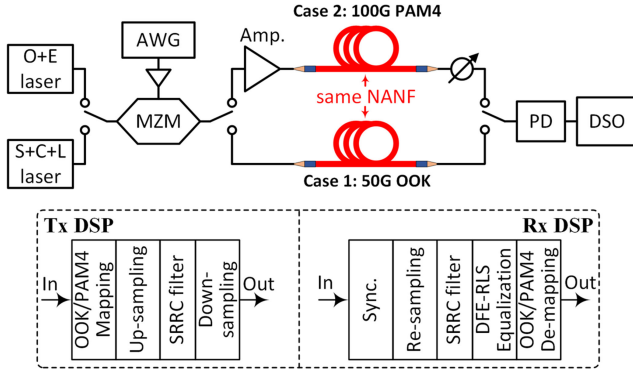 Case 2: 100G PAM4
AWG
Amp.
O+E
laser
MZM
same NANF
PD
DSO
S+C+L
laser
Case 1: 50G OOK
Tx DSP
Rx DSP
In
OOK/PAM4
Mapping
Up-sampling
SRRC filter
Down-
sampling
Out
In
Sync.
Re-sampling
SRRC filter
DFE-RLS
Equalization
OOK/PAM4
De-mapping
Out